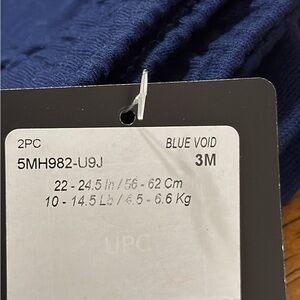 2PC BLUE VOID
5MH982-U9J 3M
22 - 24.5 In / 56 - 62 Cm
10 - 14.5 Lb / 4.5 - 6.6 Kg
UPC